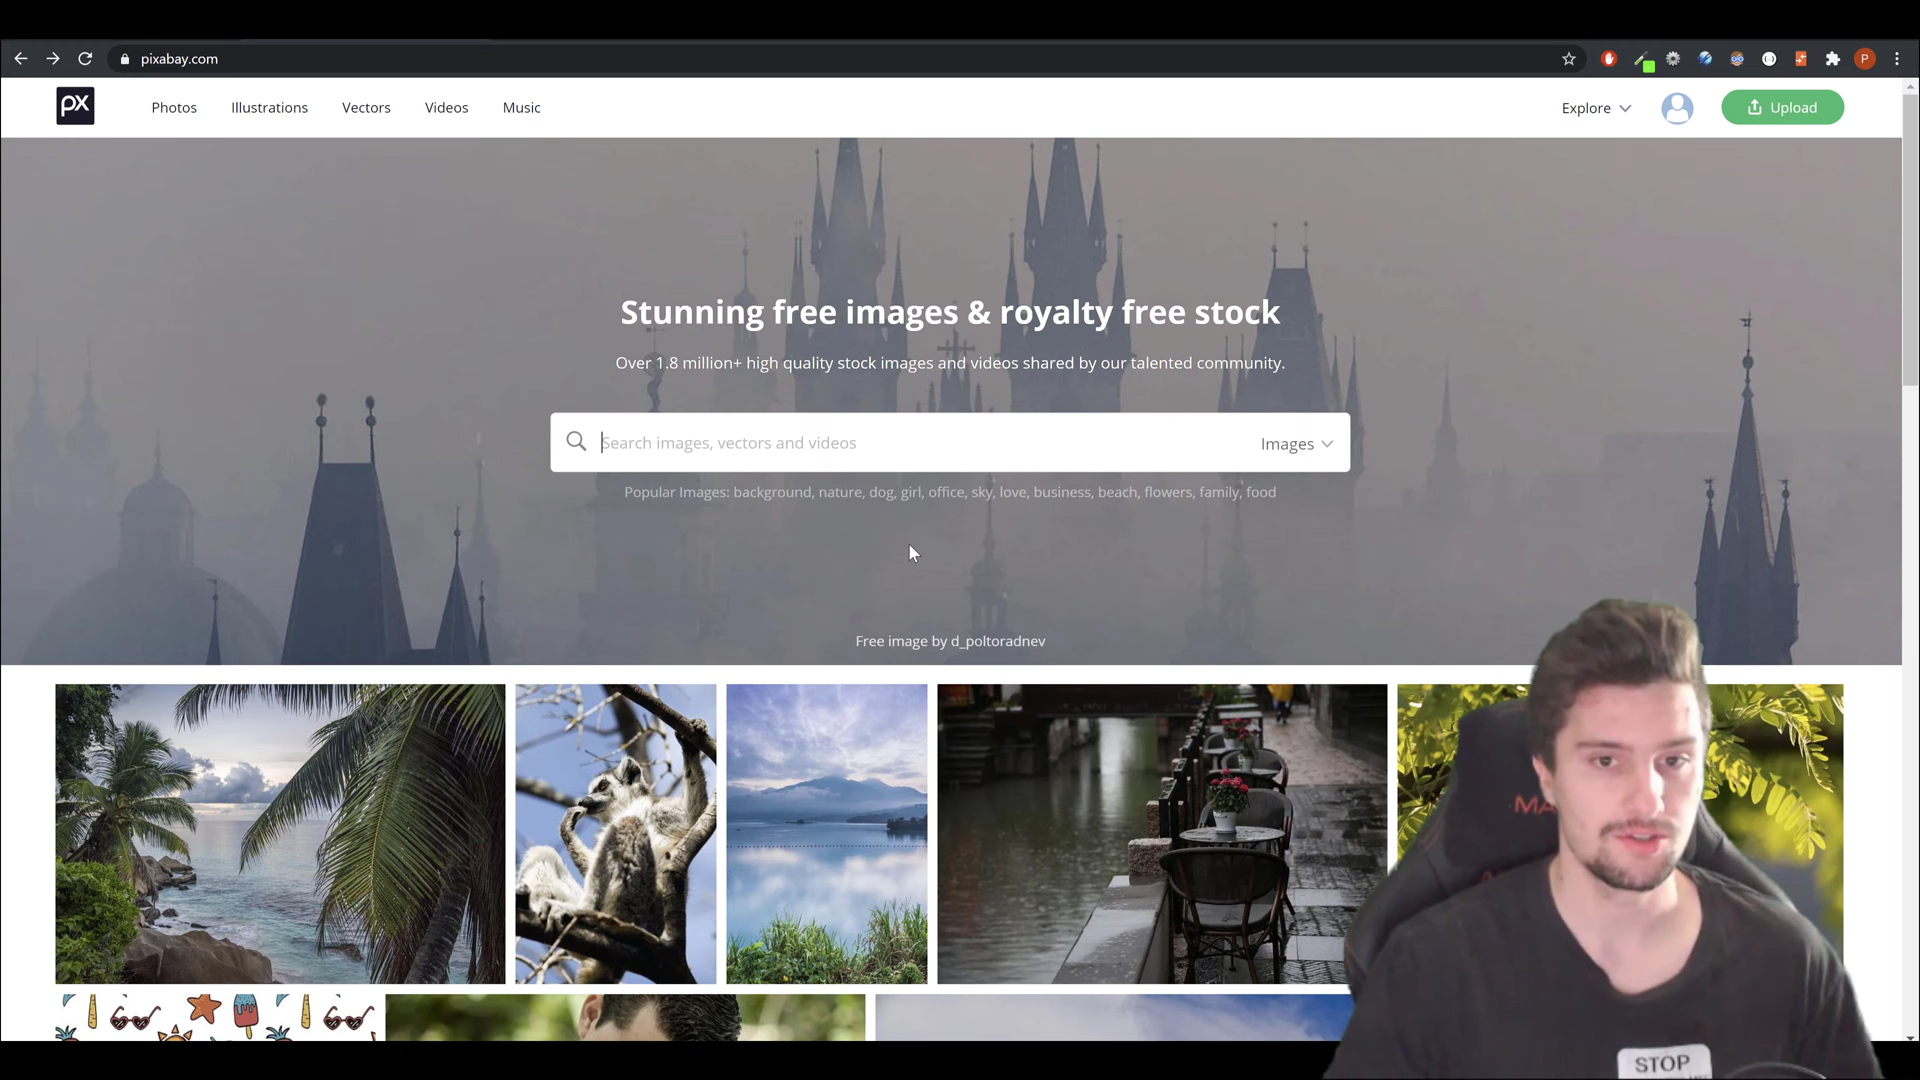 pixabay.com
P
px
Photos
Illustrations
Vectors
Videos
Music
Explore
Upload
Stunning free images & royalty free stock
Over 1.8 million+ high quality stock images and videos shared by our talented community.
Search images, vectors and videos
Images
Popular Images: background, nature, dog, girl, office, sky, love, business, beach, flowers, family, food
Free image by d_poltoradnev
STOP